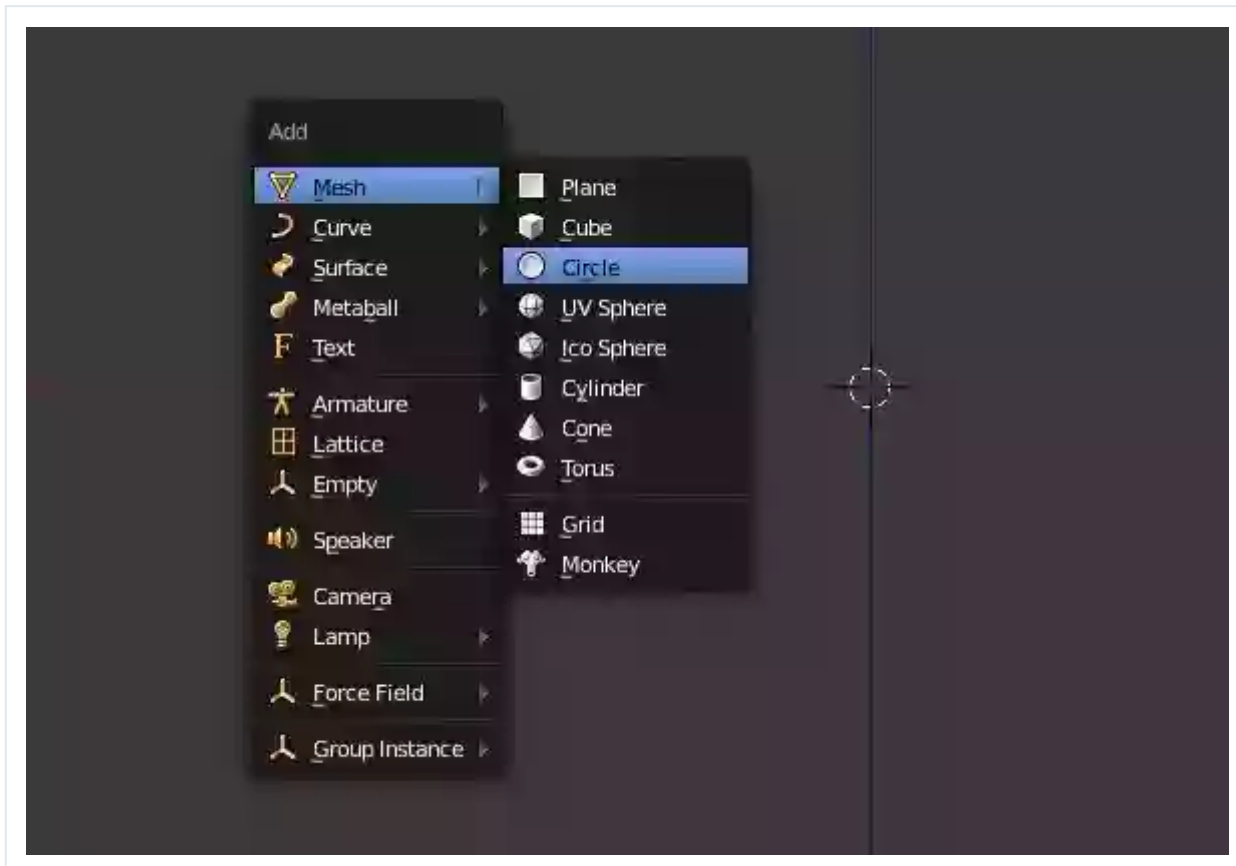 Add
Mesh
Curve
Surface
Metaball
Text
Armature
Lattice
Empty
Speaker
Camera
Lamp
Force Field
Group Instance
Plane
Cube
Circle
UV Sphere
Ico Sphere
Cylinder
Cone
Torus
Grid
Monkey